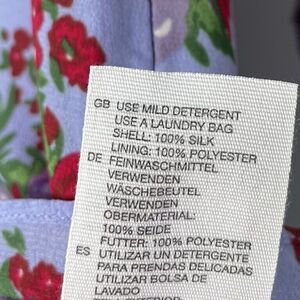 GB USE MILD DETERGENT
USE A LAUNDRY BAG
SHELL: 100% SILK
LINING: 100% POLYESTER
DE FEINWASCHMITTEL
VERWENDEN
WÄSCHEBEUTEL
VERWENDEN
OBERMATERIAL:
100% SEIDE
FUTTER: 100% POLYESTER
ES UTILIZAR UN DETERGENTE
PARA PRENDAS DELICADAS
UTILIZAR BOLSA DE
LAVADO